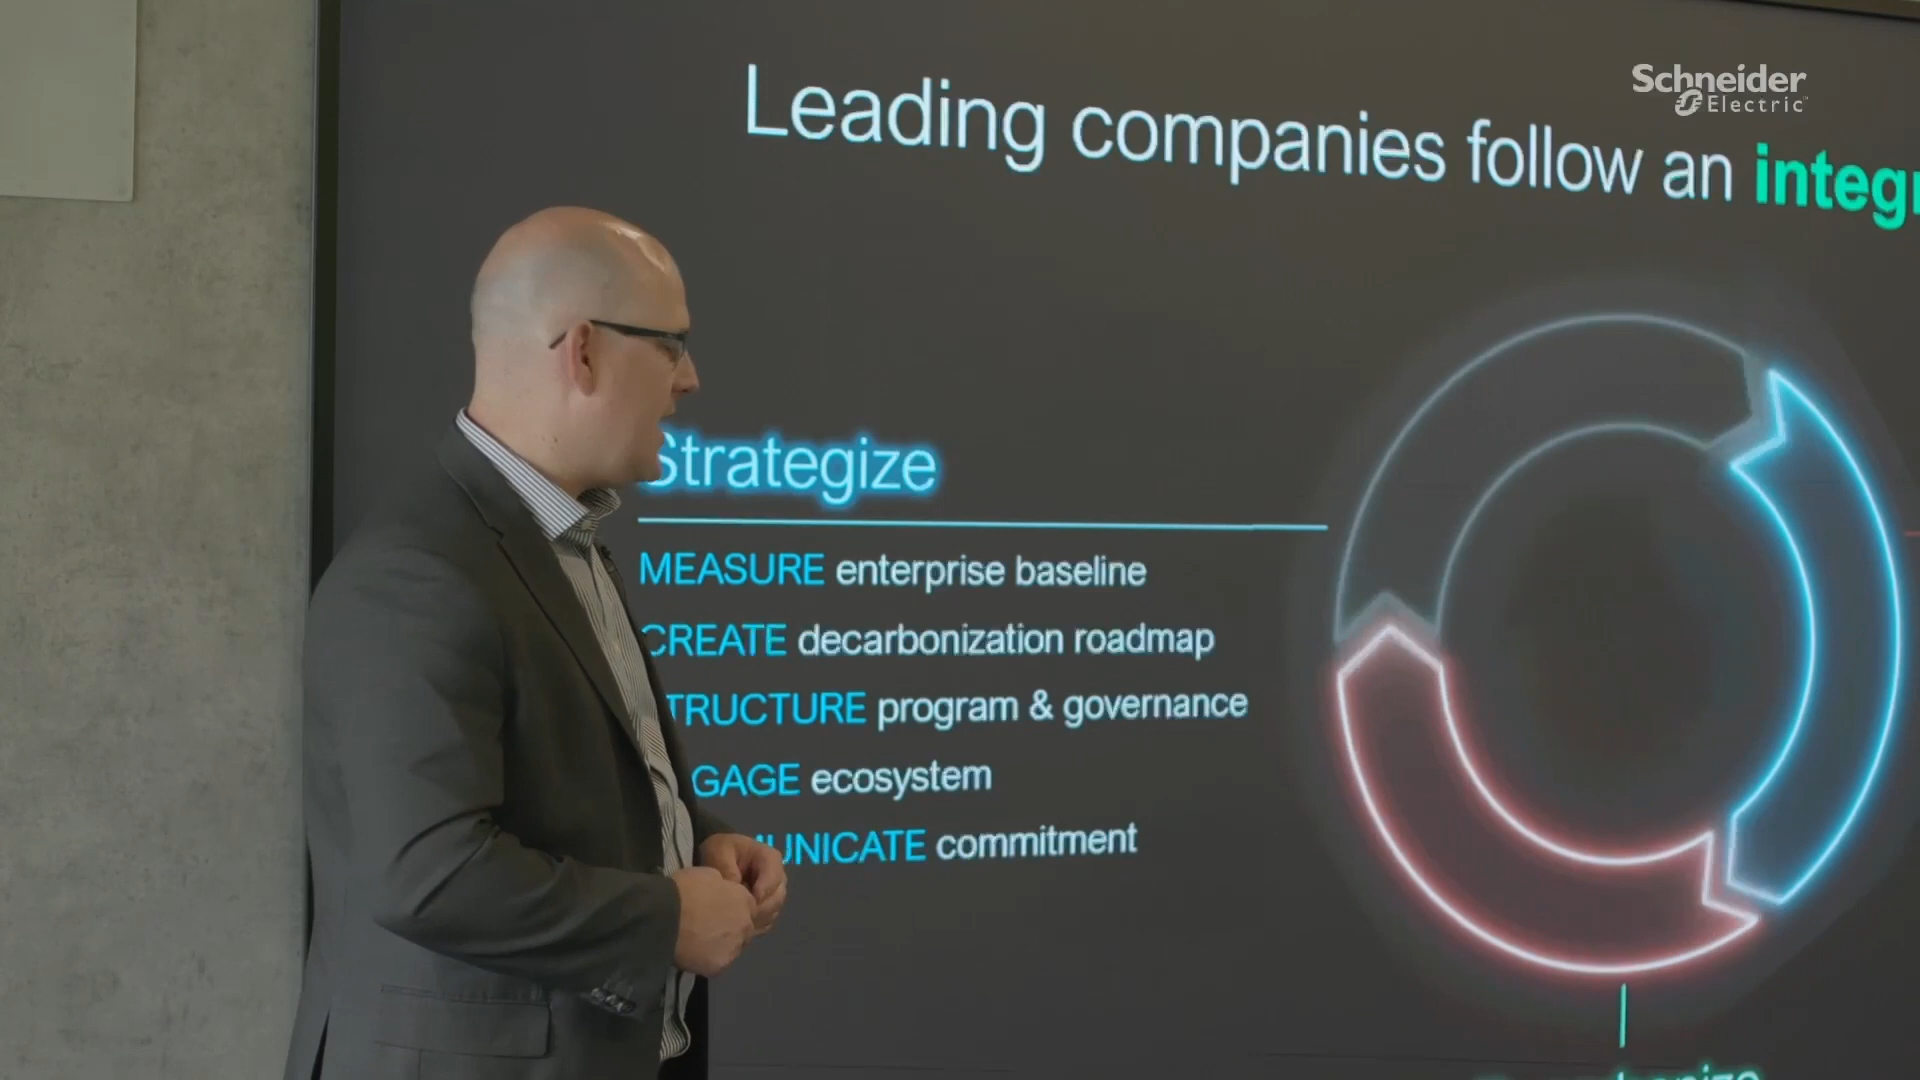 Schneider
Electric
Leading companies follow an
Strategize
MEASURE enterprise baseline
CREATE decarbonization roadmap
STRUCTURE program & governance
GAGE ecosystem
UNICATE commitment